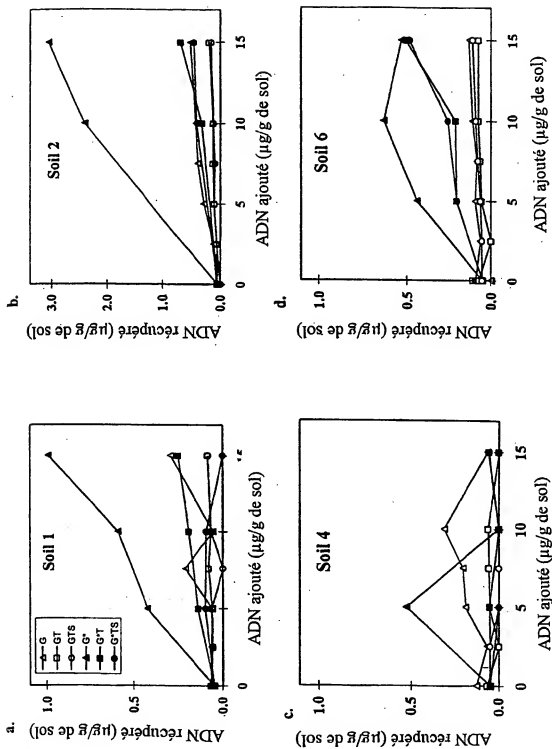 a.
Soil 1
ADN récupéré (µg/g de sol)
1.0
0.5
0.0
0
5
10
ADN ajouté (µg/g de sol)
G
GT
GTS
G*
G*T
G*TS
b.
Soil 2
ADN récupéré (µg/g de sol)
3.0
2.0
1.0
0.0
0
5
10
15
ADN ajouté (µg/g de sol)
c.
Soil 4
ADN récupéré (µg/g de sol)
1.0
0.5
0.0
0
5
10
15
ADN ajouté (µg/g de sol)
d.
Soil 6
ADN récupéré (µg/g de sol)
1.0
0.5
0.0
0
5
10
15
ADN ajouté (µg/g de sol)